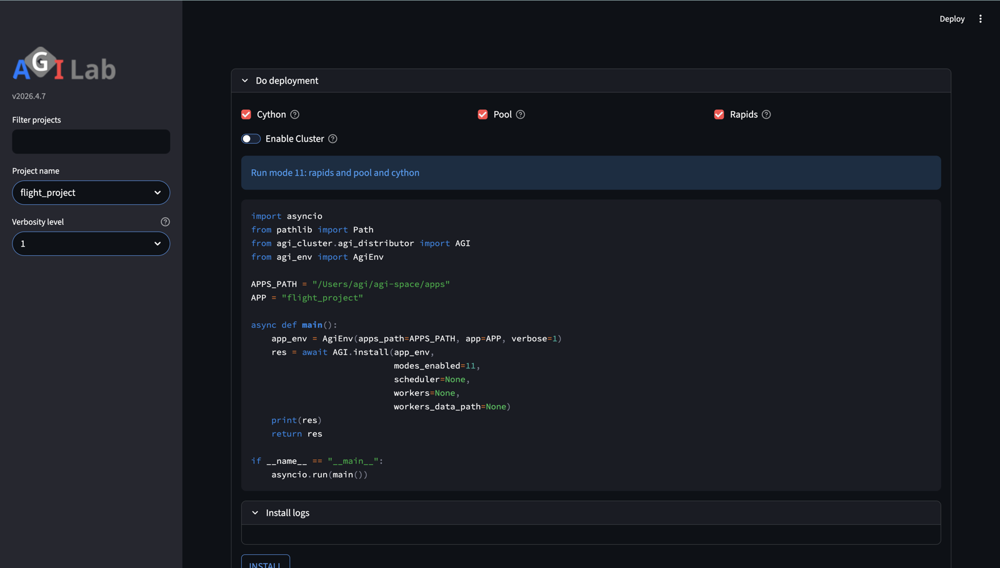 Deploy
AGI Lab
v2026.4.7
Filter projects
Project name
flight_project
Verbosity level
1
Do deployment
Cython
Pool
Rapids
Enable Cluster
Run mode 11: rapids and pool and cython
import asyncio
from pathlib import Path
from agi_cluster.agi_distributor import AGI
from agi_env import AgiEnv
APPS_PATH = "/Users/agi/agi-space/apps"
APP = "flight_project"
async def main():
    app_env = AgiEnv(apps_path=APPS_PATH, app=APP, verbose=1)
    res = await AGI.install(app_env,
                            modes_enabled=11,
                            scheduler=None,
                            workers=None,
                            workers_data_path=None)
    print(res)
    return res
if __name__ == "__main__":
    asyncio.run(main())
Install logs
INSTALL